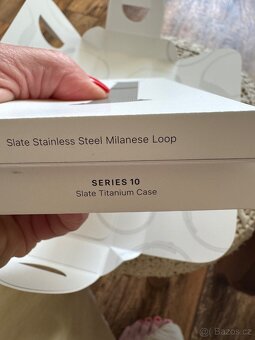 Slate Stainless Steel Milanese Loop
SERIES 10
Slate Titanium Case
Bazos.cz